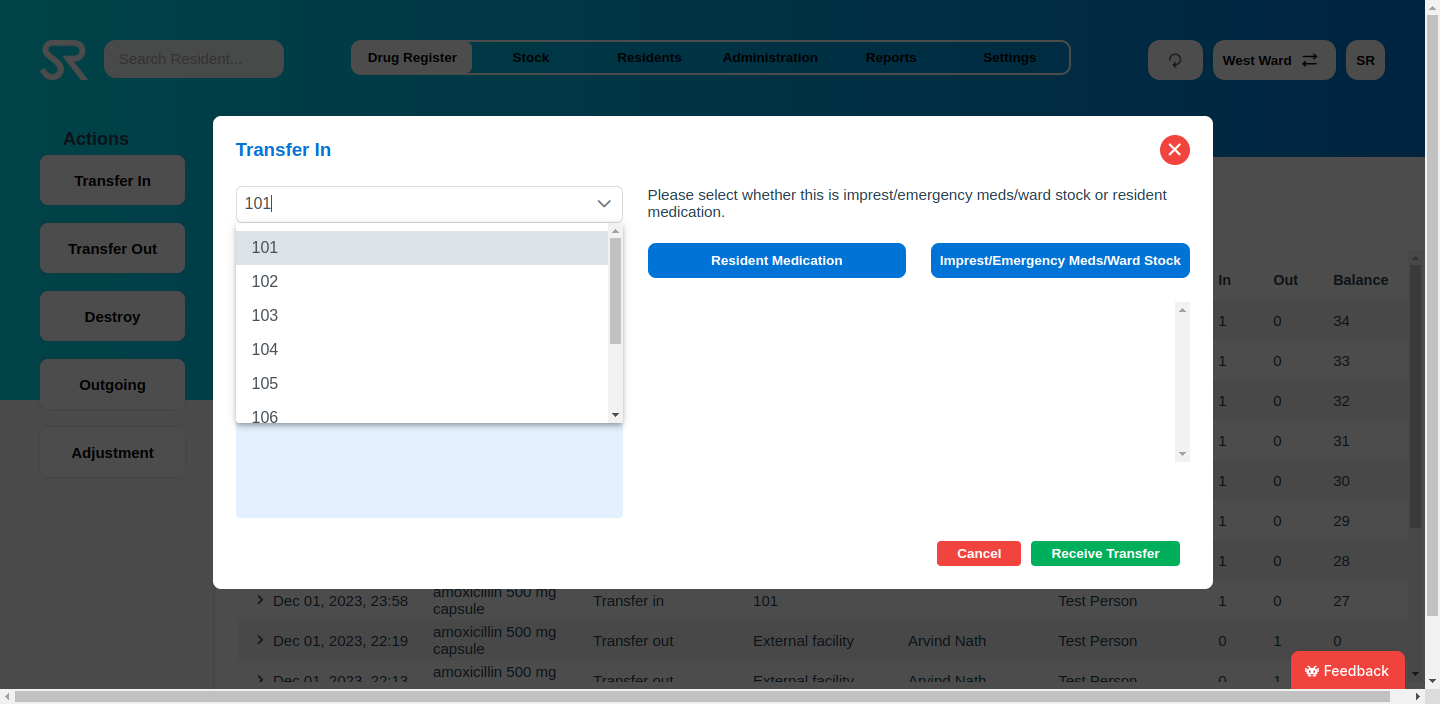 SR
Search Resident...
Drug Register
Stock
Residents
Administration
Reports
Settings
West Ward
SR
Actions
Transfer In
Transfer Out
Destroy
Outgoing
Adjustment
Transfer In
101
101
102
103
104
105
106
Please select whether this is imprest/emergency meds/ward stock or resident
medication.
Resident Medication
Imprest/Emergency Meds/Ward Stock
Cancel
Receive Transfer
In Out Balance
1 0 34
1 0 33
1 0 32
1 0 31
1 0 30
1 0 29
1 0 28
Dec 01, 2023, 23:58 amoxicillin 500 mg
capsule Transfer in 101 Test Person 1 0 27
Dec 01, 2023, 22:19 amoxicillin 500 mg
capsule Transfer out External facility Arvind Nath Test Person 0 1 0
Dec 01, 2023, 22:13 amoxicillin 500 mg Transfer out External facility Arvind Nath Test Person 0 1
Feedback